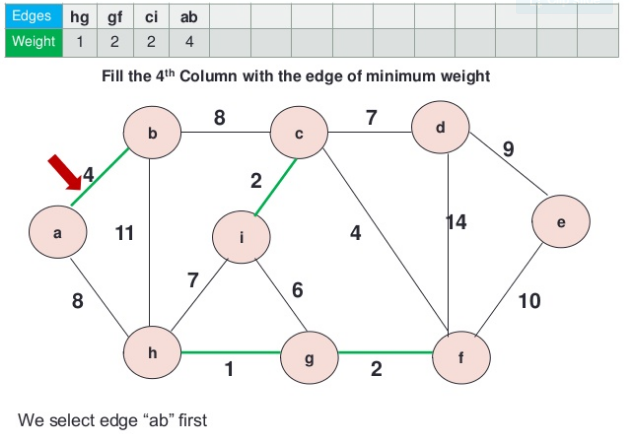 Edges hg gf ci ab
Weight 1 2 2 4
Fill the 4th Column with the edge of minimum weight
8 7
b c d
9
4
2
14
a 11 i 4 e
7 6
8 10
h g f
1 2
We select edge “ab” first